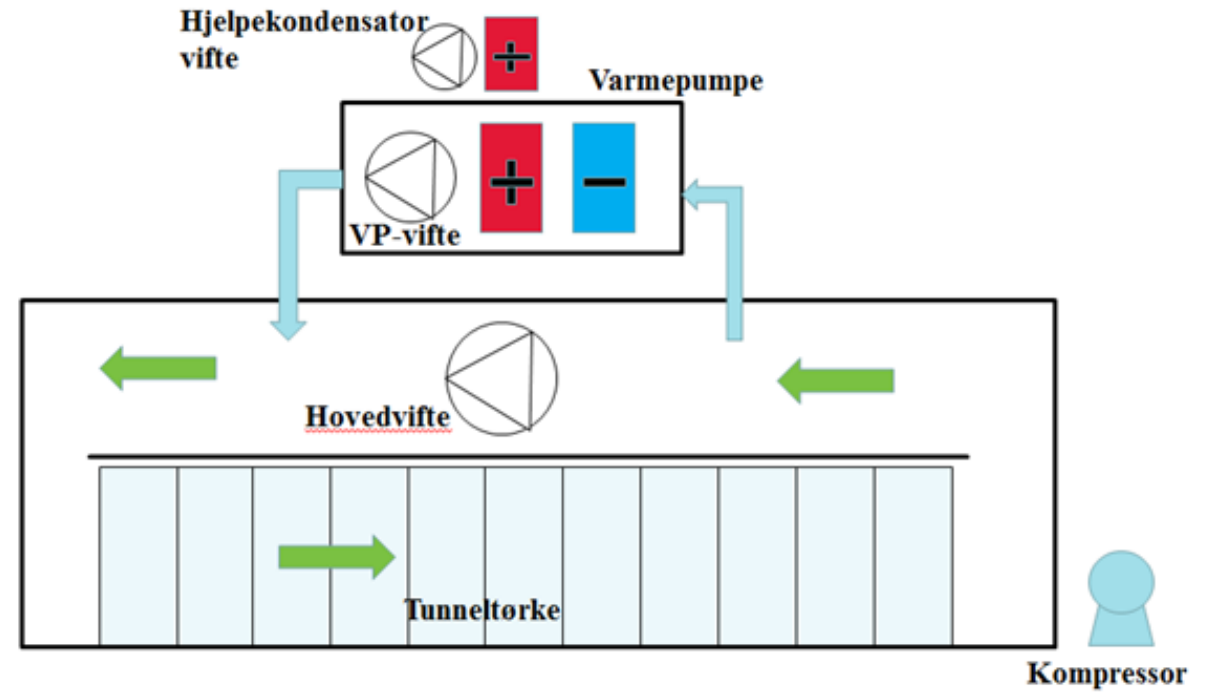 Hjelpekondensator
vifte
Varmepumpe
VP-vifte
Hovedvifte
Tunneltørke
Kompressor